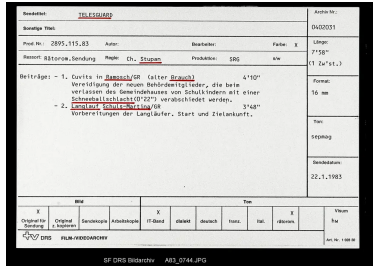 Sendetitel: TELESGUARD
Archiv Nr.:
Sonstige Titel:
0402031
Prod. Nr.: 2895.115.83 Autor: Bearbeiter: Farbe: X
Länge:
7'58"
Ressort: Rätorom.Sendung Regie: Ch. Stupan Produktion: SRG s/w
(1 Zw'st.)
Beiträge: - 1. Cuvits in Ramosch/GR (alter Brauch) 4'10"
Format:
Vereidigung der neuen Behördemitglieder, die beim
16 mm
verlassen des Gemeindehauses von Schulkindern mit einer
Schneeballschlacht(0'22") verabschiedet werden.
- 2. Langlauf Schuls-Martina/GR 3'48"
Ton:
Vorbereitungen der Langläufer. Start und Zielankunft.
sepmag
Sendedatum:
22.1.1983
Bild Ton
X X X Visum
Original für Sendung Original z. kopieren Sendekopie Arbeitskopie IT-Band dialekt deutsch franz. ital. rätorom.
DRS FILM-/VIDEOARCHIV
SF DRS Bildarchiv A83_0744.JPG